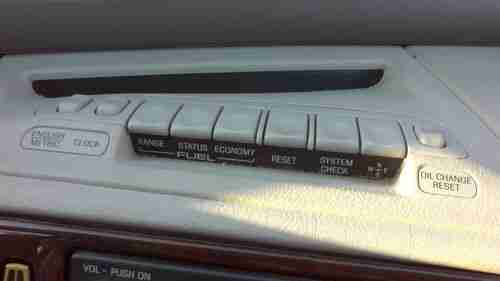 ENGLISH
METRIC
CLOCK
RANGE
STATUS
ECONOMY
FUEL
RESET
SYSTEM
CHECK
OIL CHANGE
RESET
VOL - PUSH ON